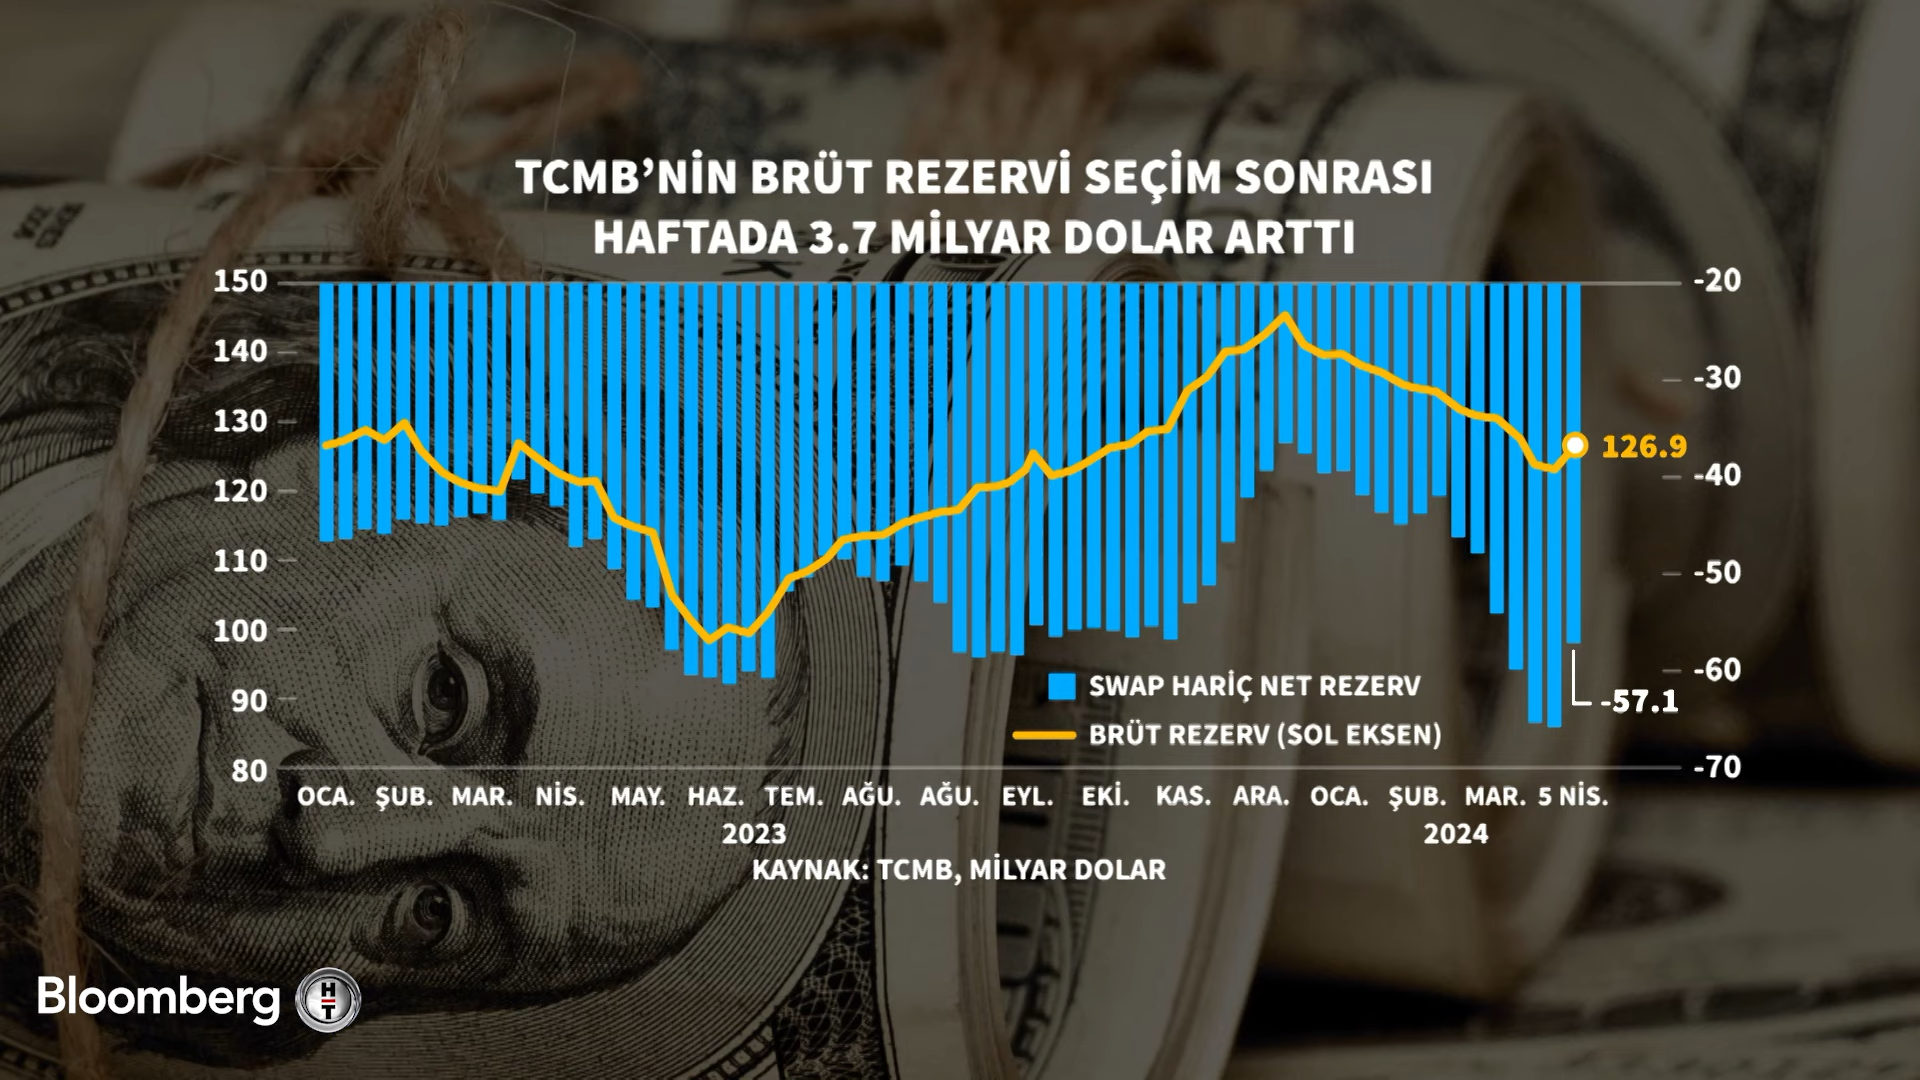 TCMB’NİN BRÜT REZERVİ SEÇİM SONRASI
HAFTADA 3.7 MİLYAR DOLAR ARTTI
150
140
130
120
110
100
90
80
-20
-30
-40
-50
-60
-70
126.9
-57.1
SWAP HARİÇ NET REZERV
BRÜT REZERV (SOL EKSEN)
OCA. ŞUB. MAR. NİS. MAY. HAZ. TEM. AĞU. AĞU. EYL. EKİ. KAS. ARA. OCA. ŞUB. MAR. 5 NİS.
2023 2024
KAYNAK: TCMB, MİLYAR DOLAR
Bloomberg HT